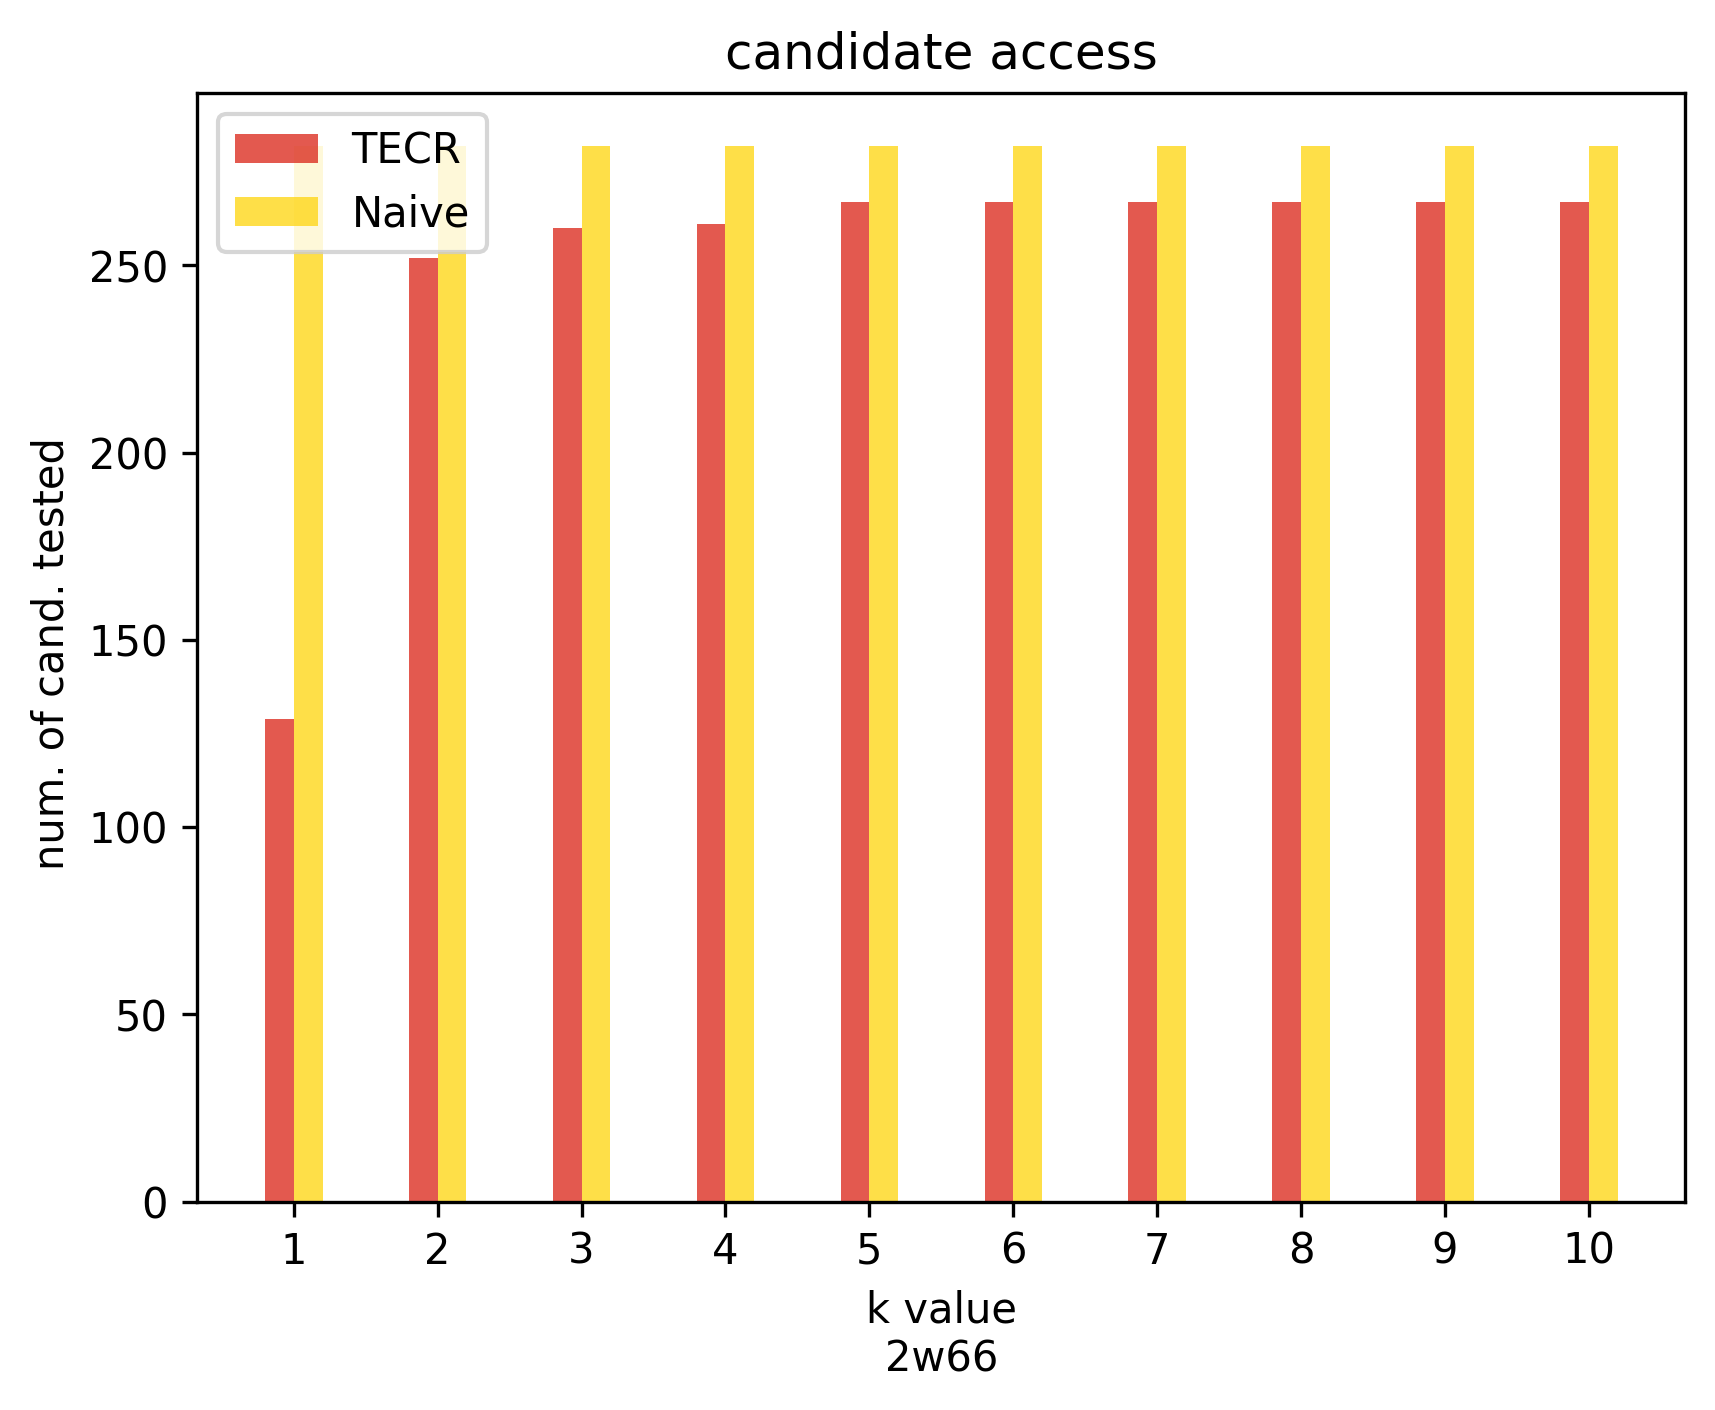 candidate access
TECR
Naive
num. of cand. tested
250
200
150
100
50
0
1 2 3 4 5 6 7 8 9 10
k value
2w66